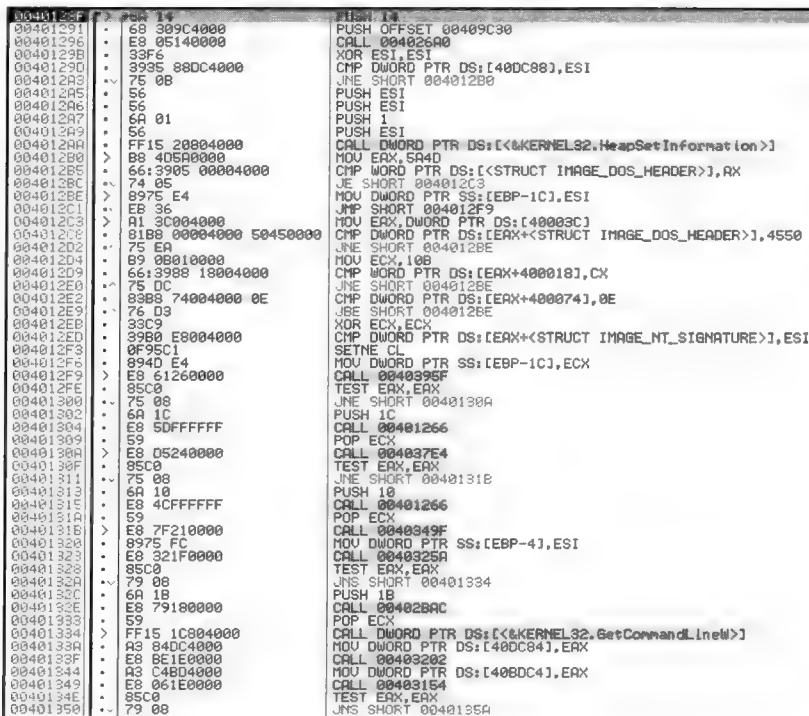 0040128F 6A 14 PUSH 14
00401291 68 309C4000 PUSH OFFSET 00409C30
00401296 E8 05140000 CALL 004026A0
0040129B 33F6 XOR ESI,ESI
0040129D 3935 88DC4000 CMP DWORD PTR DS:[40DC88],ESI
004012A3 75 0B JNE SHORT 004012B0
004012A5 56 PUSH ESI
004012A6 56 PUSH ESI
004012A7 6A 01 PUSH 1
004012A9 56 PUSH ESI
004012AA FF15 20804000 CALL DWORD PTR DS:[<&KERNEL32.HeapSetInformation>]
004012B0 > B8 4D5A0000 MOV EAX,5A4D
004012B5 66:3905 00004000 CMP WORD PTR DS:[<STRUCT IMAGE_DOS_HEADER>],AX
004012BC 74 05 JE SHORT 004012C3
004012BE > 8975 E4 MOV DWORD PTR SS:[EBP-1C],ESI
004012C1 EB 36 JMP SHORT 004012F9
004012C3 > A1 3C004000 MOV EAX,DWORD PTR DS:[40003C]
004012C8 81B8 00004000 50450000 CMP DWORD PTR DS:[EAX+<STRUCT IMAGE_DOS_HEADER>],4550
004012D2 75 EA JNE SHORT 004012BE
004012D4 B9 0B010000 MOV ECX,10B
004012D9 66:3988 18004000 CMP WORD PTR DS:[EAX+400018],CX
004012E0 75 DC JNE SHORT 004012BE
004012E2 83B8 74004000 0E CMP DWORD PTR DS:[EAX+400074],0E
004012E9 76 D3 JBE SHORT 004012BE
004012EB 33C9 XOR ECX,ECX
004012ED 39B0 E8004000 CMP DWORD PTR DS:[EAX+<STRUCT IMAGE_NT_SIGNATURE>],ESI
004012F3 0F95C1 SETNE CL
004012F6 894D E4 MOV DWORD PTR SS:[EBP-1C],ECX
004012F9 > E8 61260000 CALL 0040395F
004012FE 85C0 TEST EAX,EAX
00401300 75 08 JNE SHORT 0040130A
00401302 6A 1C PUSH 1C
00401304 E8 5DFFFFFF CALL 00401266
00401309 59 POP ECX
0040130A > E8 D5240000 CALL 004037E4
0040130F 85C0 TEST EAX,EAX
00401311 75 08 JNE SHORT 0040131B
00401313 6A 10 PUSH 10
00401315 E8 4CFFFFFF CALL 00401266
0040131A 59 POP ECX
0040131B > E8 7F210000 CALL 0040349F
00401320 8975 FC MOV DWORD PTR SS:[EBP-4],ESI
00401323 E8 321F0000 CALL 0040325A
00401328 85C0 TEST EAX,EAX
0040132A 79 08 JNS SHORT 00401334
0040132C 6A 1B PUSH 1B
0040132E E8 79180000 CALL 00402BAC
00401333 59 POP ECX
00401334 > FF15 1C804000 CALL DWORD PTR DS:[<&KERNEL32.GetCommandLineW>]
0040133A A3 84DC4000 MOV DWORD PTR DS:[40DC84],EAX
0040133F E8 BE1E0000 CALL 00403202
00401344 A3 C4BD4000 MOV DWORD PTR DS:[40BDC4],EAX
00401349 E8 061E0000 CALL 00403154
0040134E 85C0 TEST EAX,EAX
00401350 79 08 JNS SHORT 0040135A